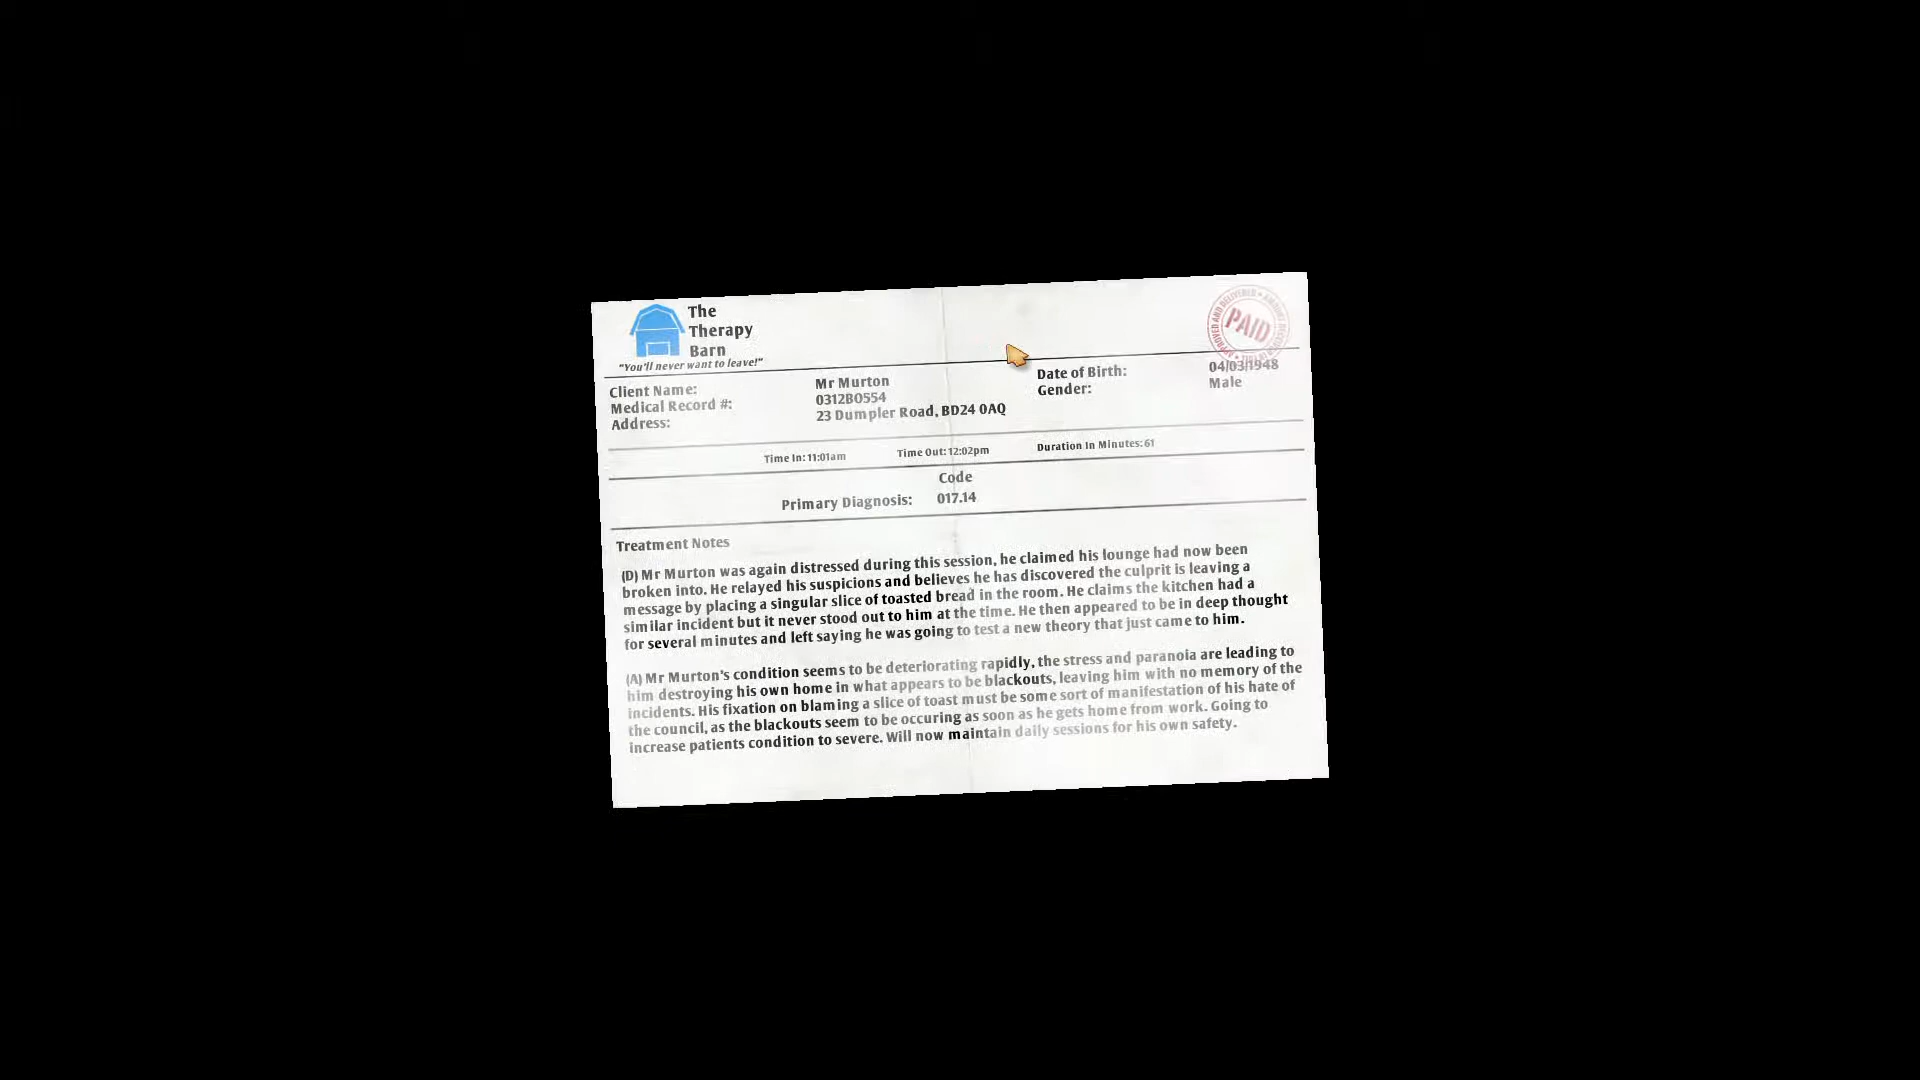 The
Therapy
Barn
"You'll never want to leave!"
APPROVED AND DELIVERED
PAID
Client Name: Mr Murton Date of Birth: 04/03/1948
Medical Record #: 0312B0554 Gender: Male
Address: 23 Dumpler Road, BD24 0AQ
Time In: 11:01am Time Out: 12:02pm Duration In Minutes: 61
Code
Primary Diagnosis: 017.14
Treatment Notes
(D) Mr Murton was again distressed during this session, he claimed his lounge had now been
broken into. He relayed his suspicions and believes he has discovered the culprit is leaving a
message by placing a singular slice of toasted bread in the room. He claims the kitchen had a
similar incident but it never stood out to him at the time. He then appeared to be in deep thought
for several minutes and left saying he was going to test a new theory that just came to him.
(A) Mr Murton's condition seems to be deteriorating rapidly, the stress and paranoia are leading to
him destroying his own home in what appears to be blackouts, leaving him with no memory of the
incidents. His fixation on blaming a slice of toast must be some sort of manifestation of his hate of
the council, as the blackouts seem to be occuring as soon as he gets home from work. Going to
increase patients condition to severe. Will now maintain daily sessions for his own safety.